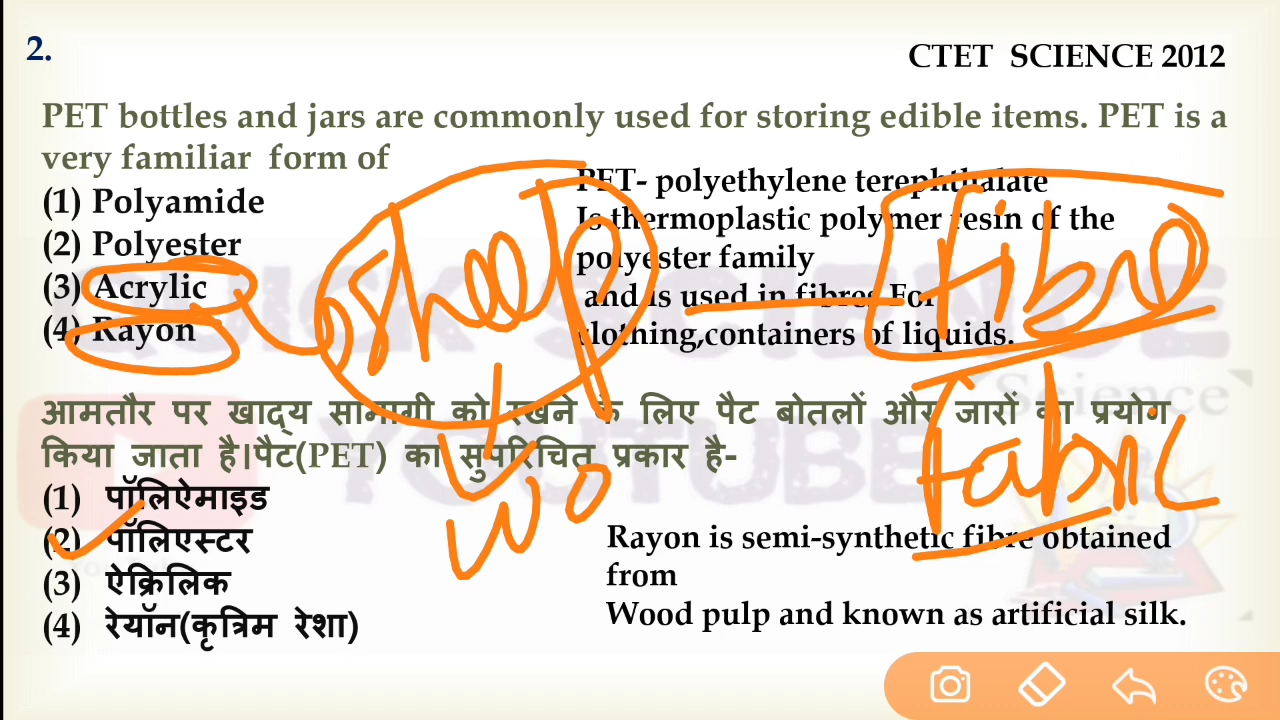 2.
CTET SCIENCE 2012
PET bottles and jars are commonly used for storing edible items. PET is a
very familiar form of
(1) Polyamide
(2) Polyester
(3) Acrylic
(4) Rayon
PET- polyethylene terephthalate
Is thermoplastic polymer resin of the
polyester family
and is used in fibres For
clothing,containers of liquids.
sheep
fibre
fabric
wo
आमतौर पर खाद्य सामागी को रखने के लिए पैट बोतलों और जारों का प्रयोग
किया जाता है।पैट(PET) का सुपरिचित प्रकार है-
(1) पॉलिऐमाइड
(2) पॉलिएस्टर
(3) ऐक्रिलिक
(4) रेयॉन(कृत्रिम रेशा)
Rayon is semi-synthetic fibre obtained
from
Wood pulp and known as artificial silk.
SCIENCE
Science
YOUTUBE